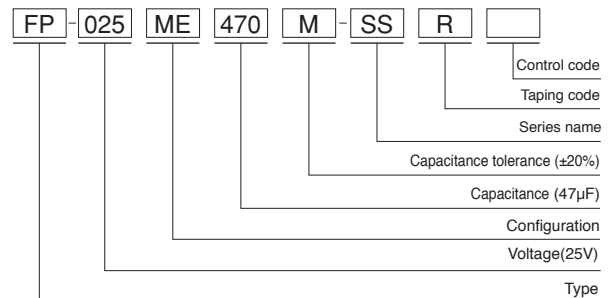 FP-025 ME 470 M-SS R
Control code
Taping code
Series name
Capacitance tolerance (±20%)
Capacitance (47µF)
Configuration
Voltage(25V)
Type